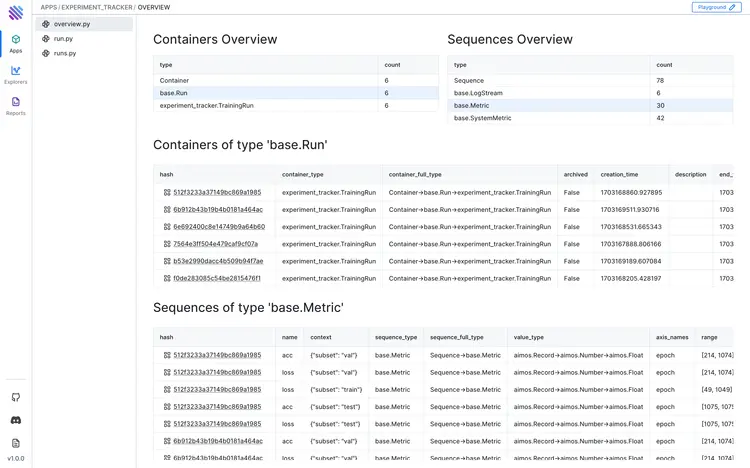 APPS / EXPERIMENT_TRACKER / OVERVIEW
Playground
Apps
Explorers
Reports
v1.0.0
overview.py
run.py
runs.py
Containers Overview
type count
Container 6
base.Run 6
experiment_tracker.TrainingRun 6
Sequences Overview
type count
Sequence 78
base.LogStream 6
base.Metric 30
base.SystemMetric 42
Containers of type 'base.Run'
hash container_type container_full_type archived creation_time description end_
512f3233a37149bc869a1985 experiment_tracker.TrainingRun Container→base.Run→experiment_tracker.TrainingRun False 1703168860.927895 1703
6b912b43b19b4b0181a464ac experiment_tracker.TrainingRun Container→base.Run→experiment_tracker.TrainingRun False 1703169511.930716 1703
6e692400c8e14749b9a64b60 experiment_tracker.TrainingRun Container→base.Run→experiment_tracker.TrainingRun False 1703168531.665343 1703
7564e3ff504e479caf9cf07a experiment_tracker.TrainingRun Container→base.Run→experiment_tracker.TrainingRun False 1703167888.806166 1703
b53e2990dacc4b509b94f7ae experiment_tracker.TrainingRun Container→base.Run→experiment_tracker.TrainingRun False 1703169189.607084 1703
f0de283085c54be2815476f1 experiment_tracker.TrainingRun Container→base.Run→experiment_tracker.TrainingRun False 1703168205.428197 1703
Sequences of type 'base.Metric'
hash name context sequence_type sequence_full_type value_type axis_names range
512f3233a37149bc869a1985 acc {"subset": "val"} base.Metric Sequence→base.Metric aimos.Record→aimos.Number→aimos.Float epoch [214, 1074]
512f3233a37149bc869a1985 loss {"subset": "val"} base.Metric Sequence→base.Metric aimos.Record→aimos.Number→aimos.Float epoch [214, 1074]
512f3233a37149bc869a1985 loss {"subset": "train"} base.Metric Sequence→base.Metric aimos.Record→aimos.Number→aimos.Float epoch [49, 1049]
512f3233a37149bc869a1985 acc {"subset": "test"} base.Metric Sequence→base.Metric aimos.Record→aimos.Number→aimos.Float epoch [1075, 1075
512f3233a37149bc869a1985 loss {"subset": "test"} base.Metric Sequence→base.Metric aimos.Record→aimos.Number→aimos.Float epoch [1075, 1075
6b912b43b19b4b0181a464ac acc {"subset": "val"} base.Metric Sequence→base.Metric aimos.Record→aimos.Number→aimos.Float epoch [214, 1074]
6b912b43b19b4b0181a464ac loss {"subset": "val"} base.Metric Sequence→base.Metric aimos.Record→aimos.Number→aimos.Float epoch [214, 1074]